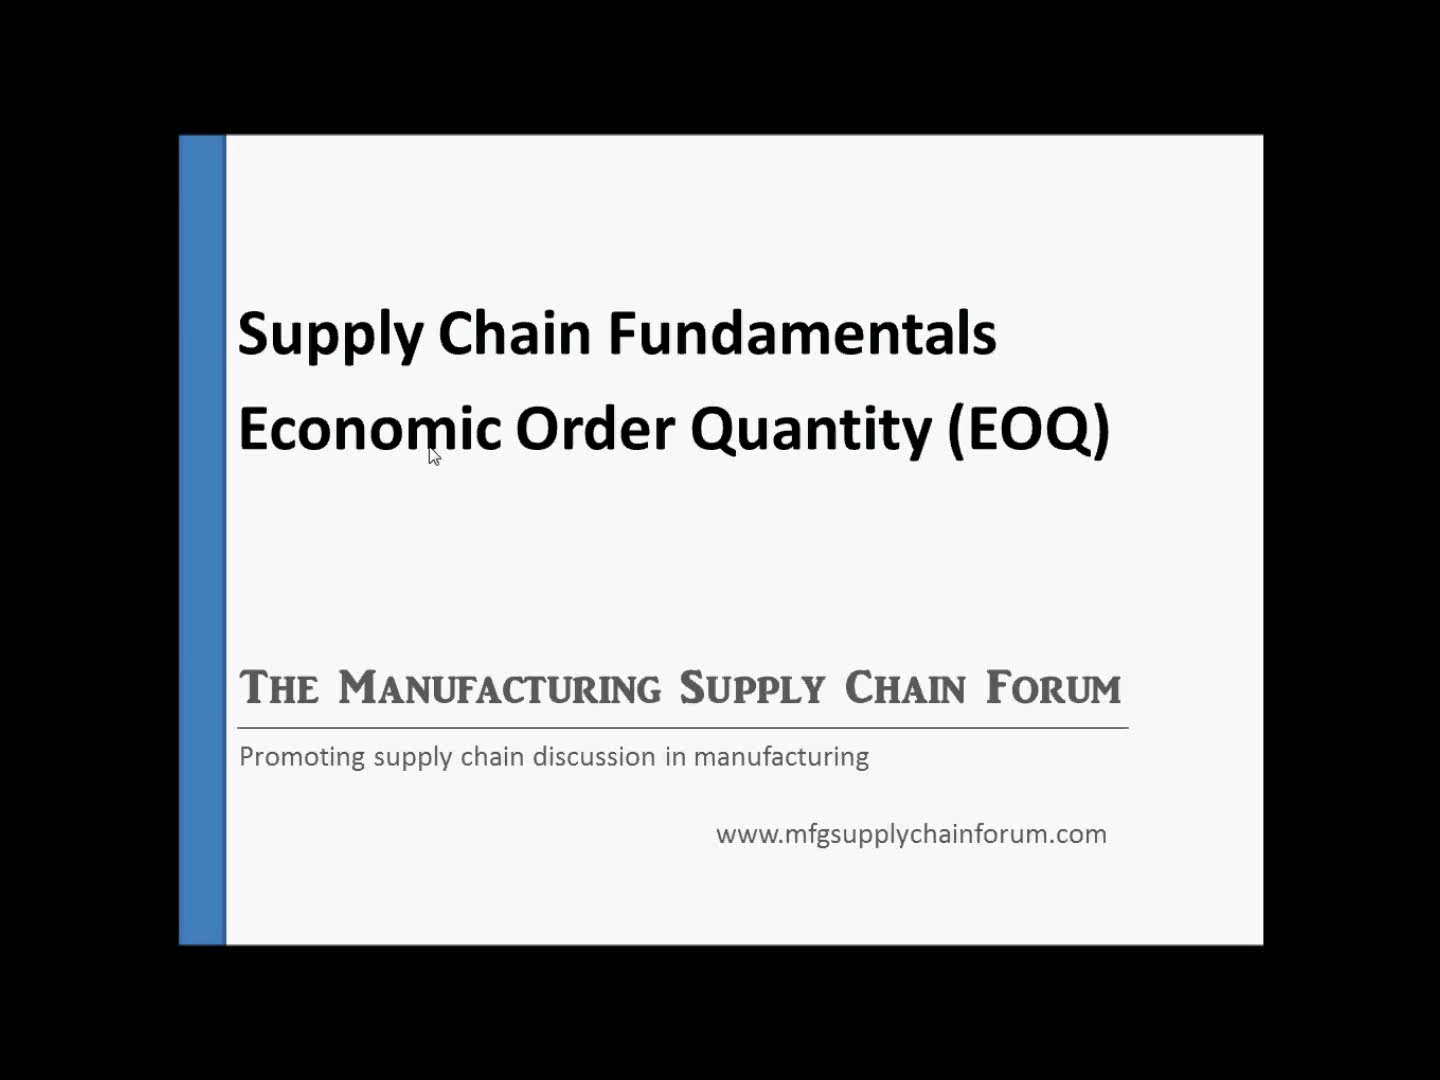 Supply Chain Fundamentals
Economic Order Quantity (EOQ)
The Manufacturing Supply Chain Forum
Promoting supply chain discussion in manufacturing
www.mfgsupplychainforum.com